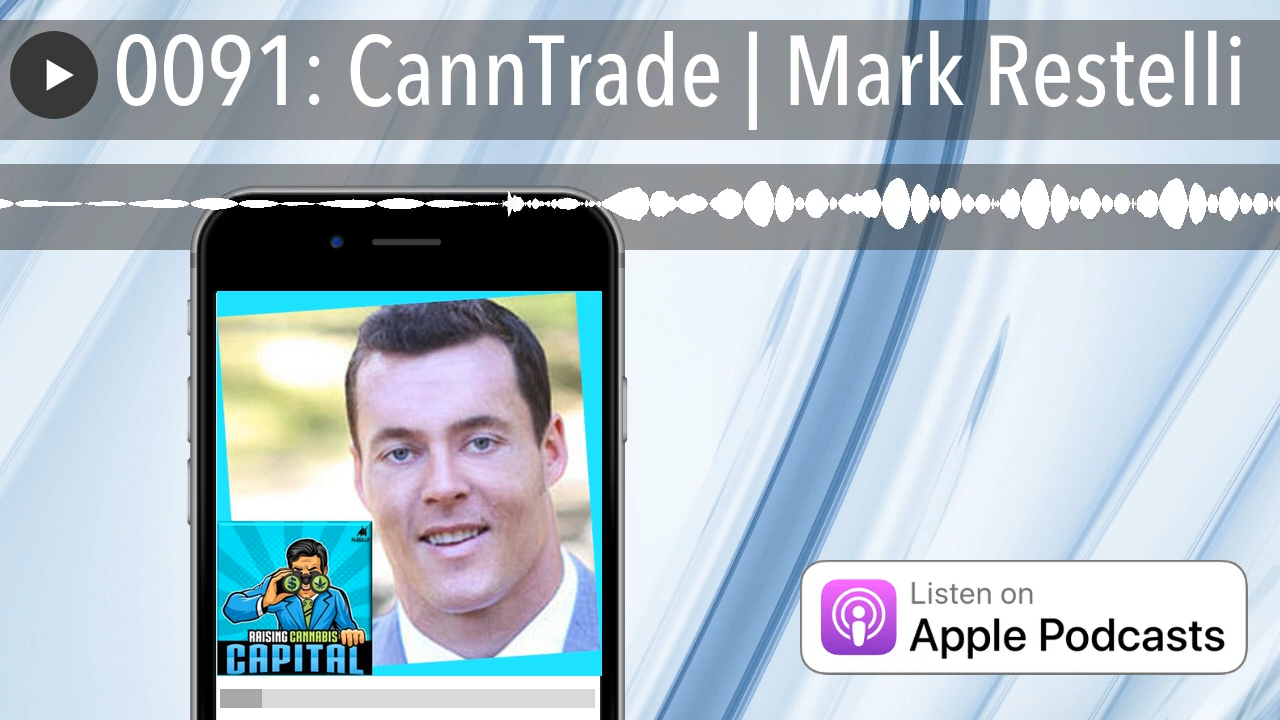 0091: CannTrade | Mark Restelli
RAISING CANNABIS
CAPITAL
Listen on
Apple Podcasts